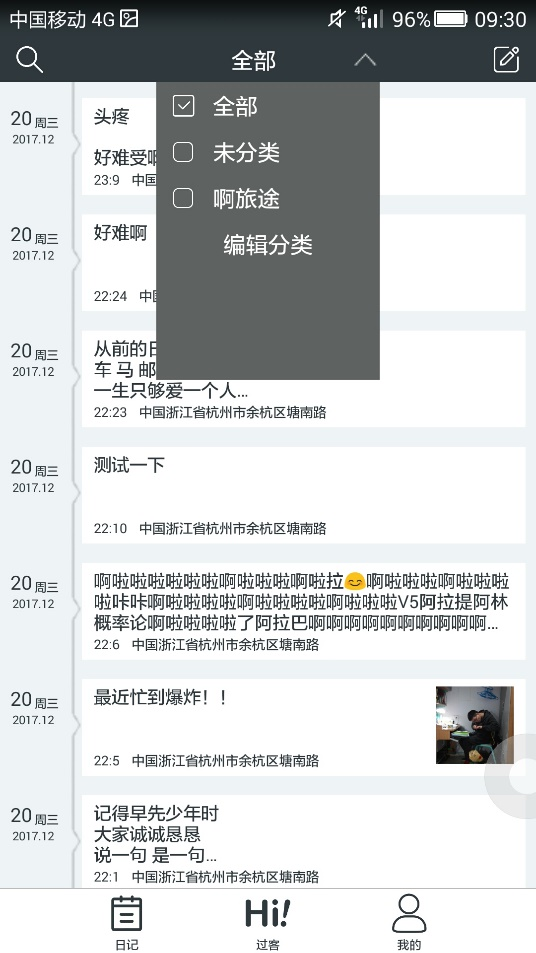 中国移动 4G 4G 96% 09:30
全部
全部
未分类
啊旅途
编辑分类
20 周三
2017.12
头疼
好难受
23:9 中国
20 周三
2017.12
好难啊
22:24 中
20 周三
2017.12
从前的
车 马 邮
一生只够爱一个人...
22:23 中国浙江省杭州市余杭区塘南路
20 周三
2017.12
测试一下
22:10 中国浙江省杭州市余杭区塘南路
20 周三
2017.12
啊啦啦啦啦啦啦啊啦啦啦啊啦拉😊啊啦啦啦啊啦啦啦啦
啦咔咔啊啦啦啦啦啊啦啦啦啦啊啦啦啦V5阿拉提阿林
概率论啊啦啦啦啦了阿拉巴啊啊啊啊啊啊啊啊啊啊...
22:6 中国浙江省杭州市余杭区塘南路
20 周三
2017.12
最近忙到爆炸！！
22:5 中国浙江省杭州市余杭区塘南路
20 周三
2017.12
记得早先少年时
大家诚诚恳恳
说一句 是一句...
22:1 中国浙江省杭州市余杭区塘南路
Hi!
日记 过客 我的